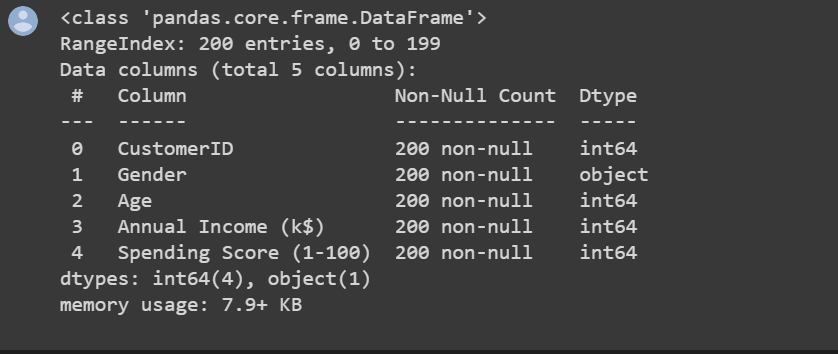 <class 'pandas.core.frame.DataFrame'>
RangeIndex: 200 entries, 0 to 199
Data columns (total 5 columns):
 #   Column                  Non-Null Count  Dtype
---  ------                  --------------  -----
 0   CustomerID              200 non-null    int64
 1   Gender                  200 non-null    object
 2   Age                     200 non-null    int64
 3   Annual Income (k$)      200 non-null    int64
 4   Spending Score (1-100)  200 non-null    int64
dtypes: int64(4), object(1)
memory usage: 7.9+ KB